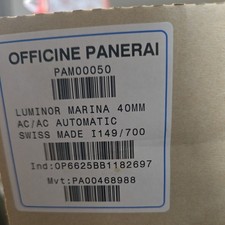 OFFICINE PANERAI
PAM00050
LUMINOR MARINA 40MM
AC/AC AUTOMATIC
SWISS MADE I149/700
Ind:OP6625BB1182697
Mvt:PA00468988